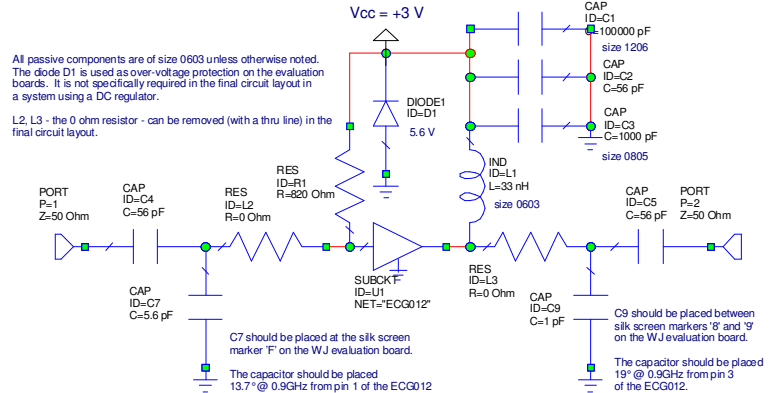 Vcc = +3 V
CAP
ID=C1
C=100000 pF
size 1206
All passive components are of size 0603 unless otherwise noted.
The diode D1 is used as over-voltage protection on the evaluation
boards. It is not specifically required in the final circuit layout in
a system using a DC regulator.
L2, L3 - the 0 ohm resistor - can be removed (with a thru line) in the
final circuit layout.
CAP
ID=C2
C=56 pF
DIODE1
ID=D1
5.6 V
CAP
ID=C3
C=1000 pF
size 0805
RES
ID=R1
R=820 Ohm
IND
ID=L1
L=33 nH
size 0603
PORT
P=1
Z=50 Ohm
CAP
ID=C4
C=56 pF
RES
ID=L2
R=0 Ohm
CAP
ID=C5
C=56 pF
PORT
P=2
Z=50 Ohm
SUBCKT
ID=U1
NET="ECG012"
RES
ID=L3
R=0 Ohm
CAP
ID=C7
C=5.6 pF
CAP
ID=C9
C=1 pF
C7 should be placed at the silk screen
marker 'F' on the WJ evaluation board.
The capacitor should be placed
13.7° @ 0.9GHz from pin 1 of the ECG012
C9 should be placed between
silk screen markers '8' and '9'
on the WJ evaluation board.
The capacitor should be placed
19° @ 0.9GHz from pin 3
of the ECG012.